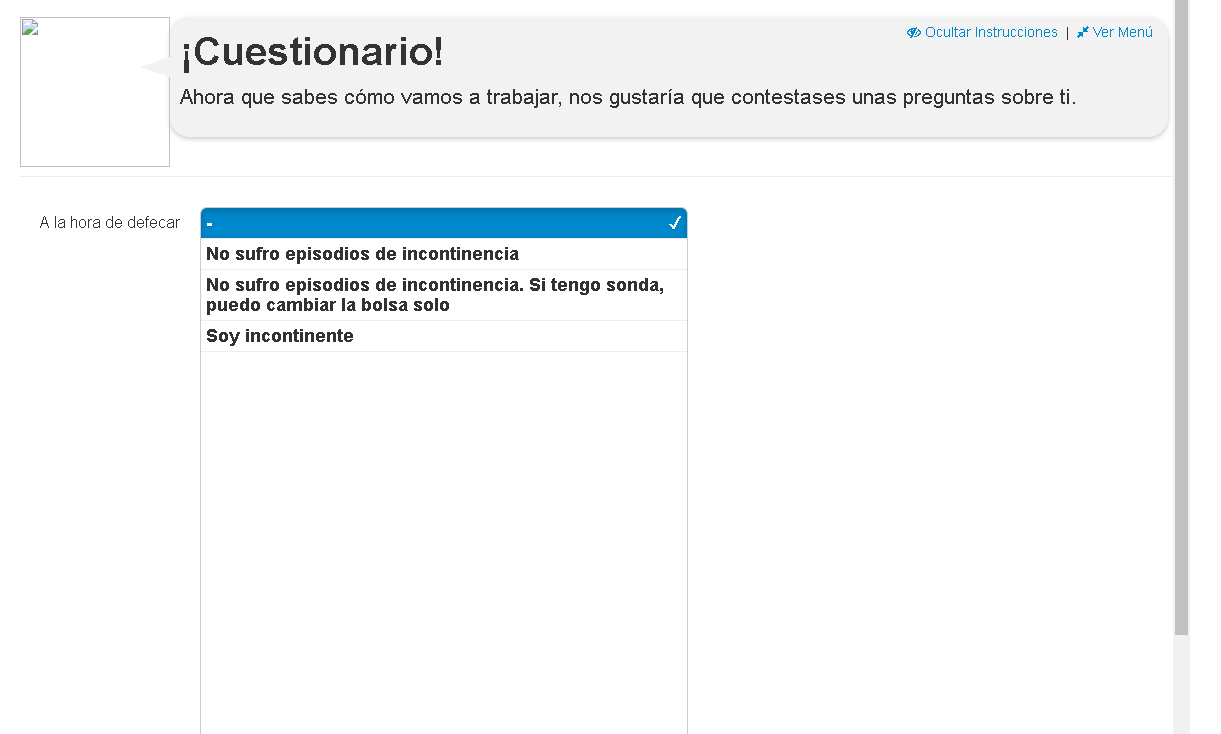 Ocultar Instrucciones | Ver Menú
¡Cuestionario!
Ahora que sabes cómo vamos a trabajar, nos gustaría que contestases unas preguntas sobre ti.
A la hora de defecar
-
No sufro episodios de incontinencia
No sufro episodios de incontinencia. Si tengo sonda,
puedo cambiar la bolsa solo
Soy incontinente